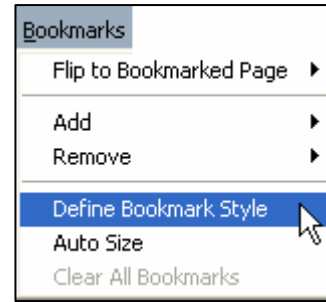 Bookmarks
Flip to Bookmarked Page
Add
Remove
Define Bookmark Style
Auto Size
Clear All Bookmarks